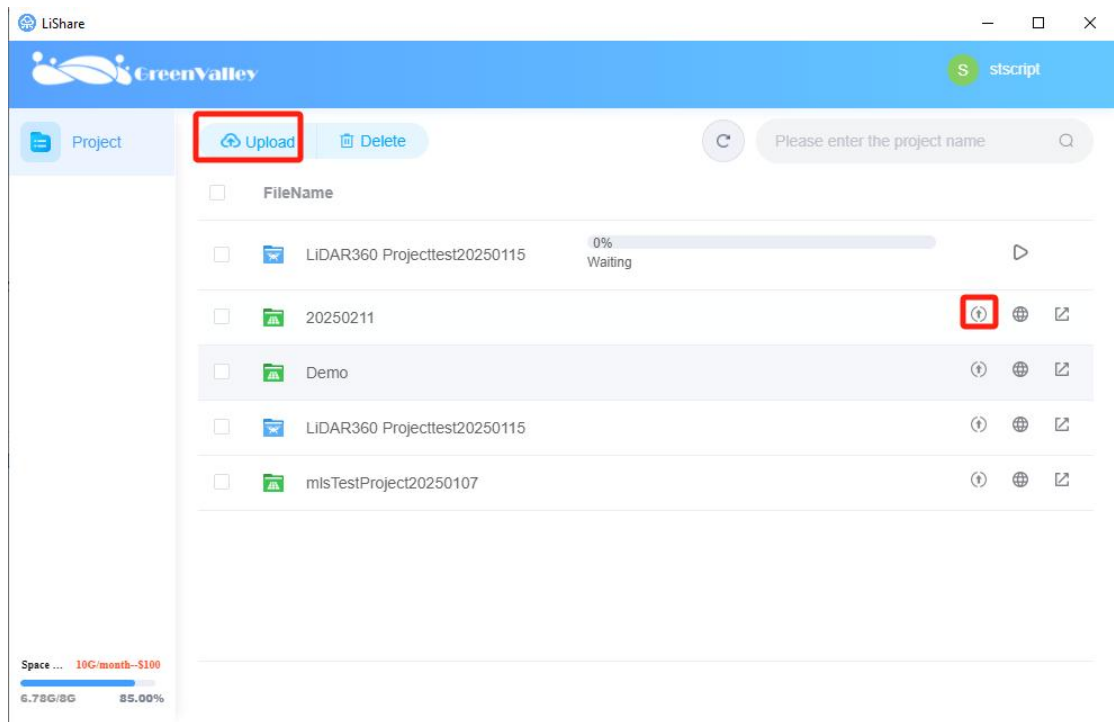 LiShare
GreenValley
S stscript
Project
Upload Delete
Please enter the project name
FileName
LiDAR360 Projecttest20250115 0%
Waiting
20250211
Demo
LiDAR360 Projecttest20250115
mlsTestProject20250107
Space ... 10G/month--$100
6.78G/8G 85.00%